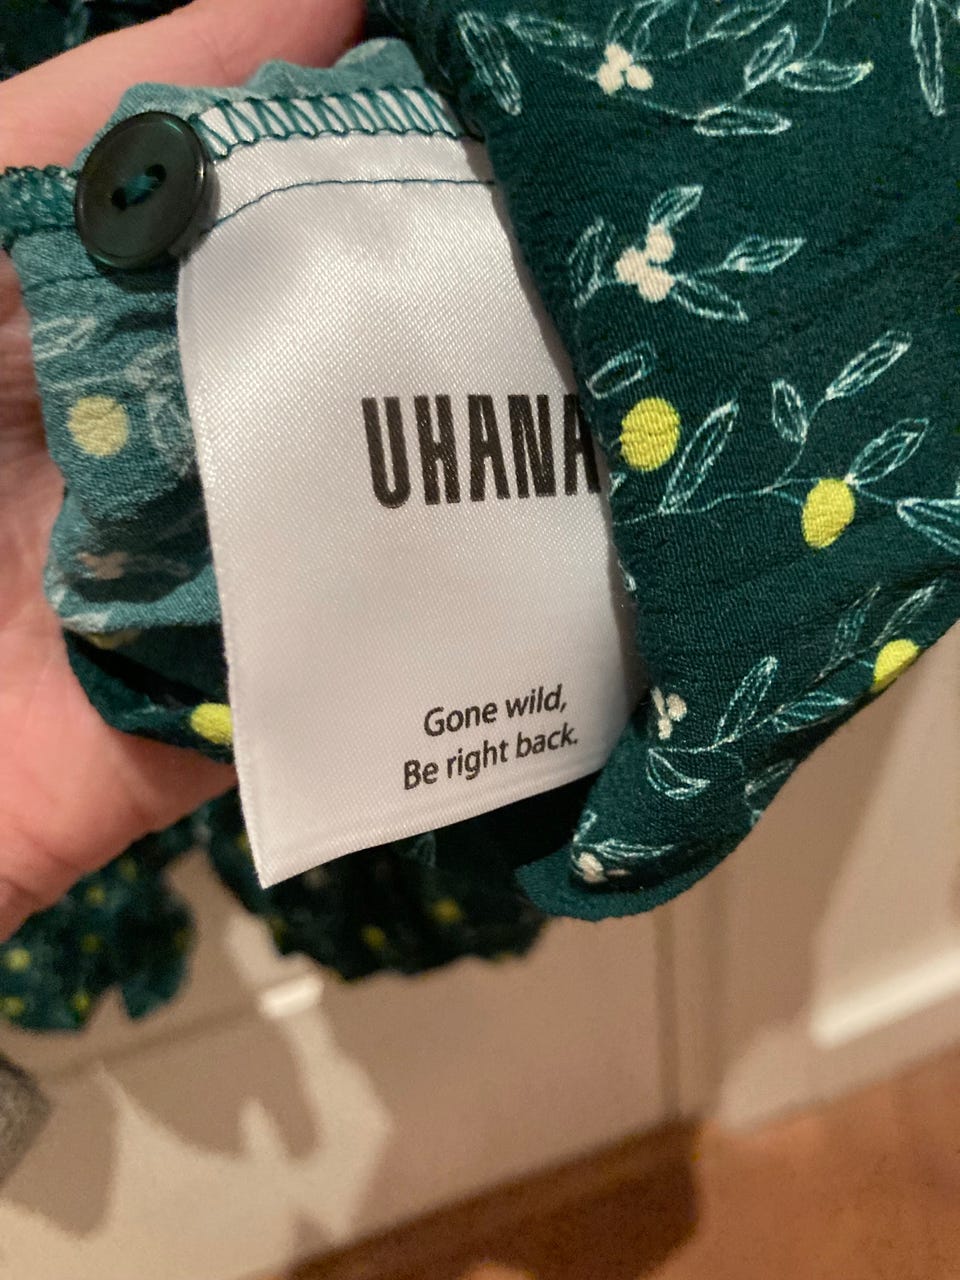 UHANA
Gone wild,
Be right back.